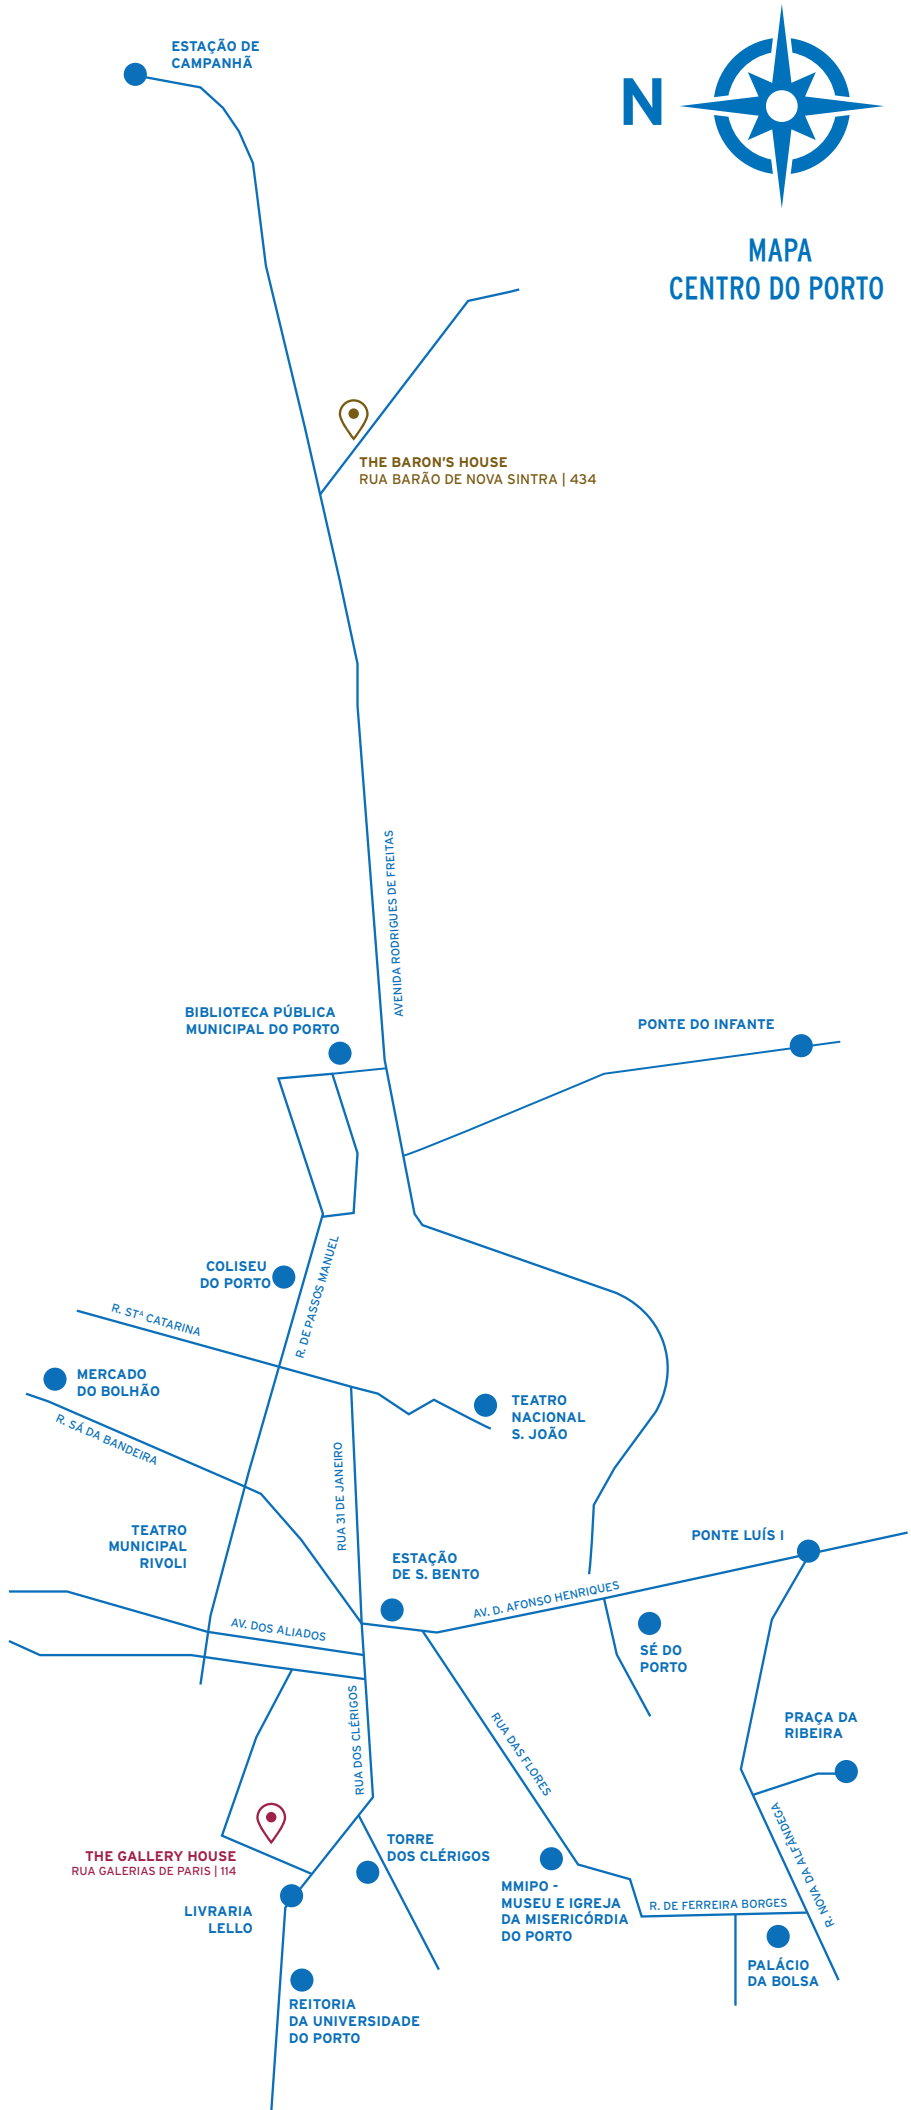 ESTAÇÃO DE
CAMPANHÃ
N
MAPA
CENTRO DO PORTO
THE BARON'S HOUSE
RUA BARÃO DE NOVA SINTRA | 434
AVENIDA RODRIGUES DE FREITAS
BIBLIOTECA PÚBLICA
MUNICIPAL DO PORTO
PONTE DO INFANTE
COLISEU
DO PORTO
R. DE PASSOS MANUEL
R. STª CATARINA
MERCADO
DO BOLHÃO
TEATRO
NACIONAL
S. JOÃO
R. SÁ DA BANDEIRA
RUA 31 DE JANEIRO
TEATRO
MUNICIPAL
RIVOLI
ESTAÇÃO
DE S. BENTO
PONTE LUÍS I
AV. D. AFONSO HENRIQUES
AV. DOS ALIADOS
SÉ DO
PORTO
RUA DOS CLÉRIGOS
RUA DAS FLORES
PRAÇA DA
RIBEIRA
R. NOVA DA ALFÂNDEGA
THE GALLERY HOUSE
RUA GALERIAS DE PARIS | 114
TORRE
DOS CLÉRIGOS
MMIPO -
MUSEU E IGREJA
DA MISERICÓRDIA
DO PORTO
R. DE FERREIRA BORGES
LIVRARIA
LELLO
PALÁCIO
DA BOLSA
REITORIA
DA UNIVERSIDADE
DO PORTO